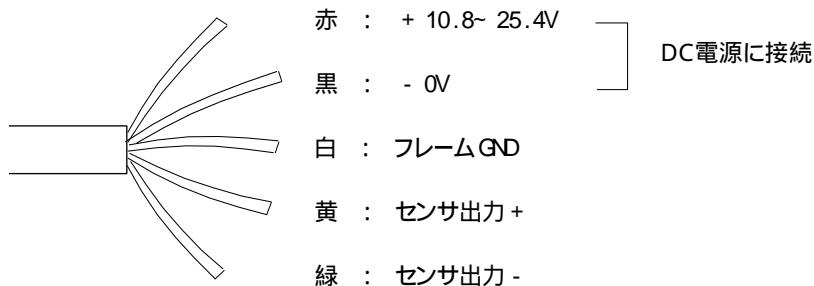 赤 : + 10.8~ 25.4V
DC電源に接続
黒 : - 0V
白 : フレームGND
黄 : センサ出力 +
緑 : センサ出力 -